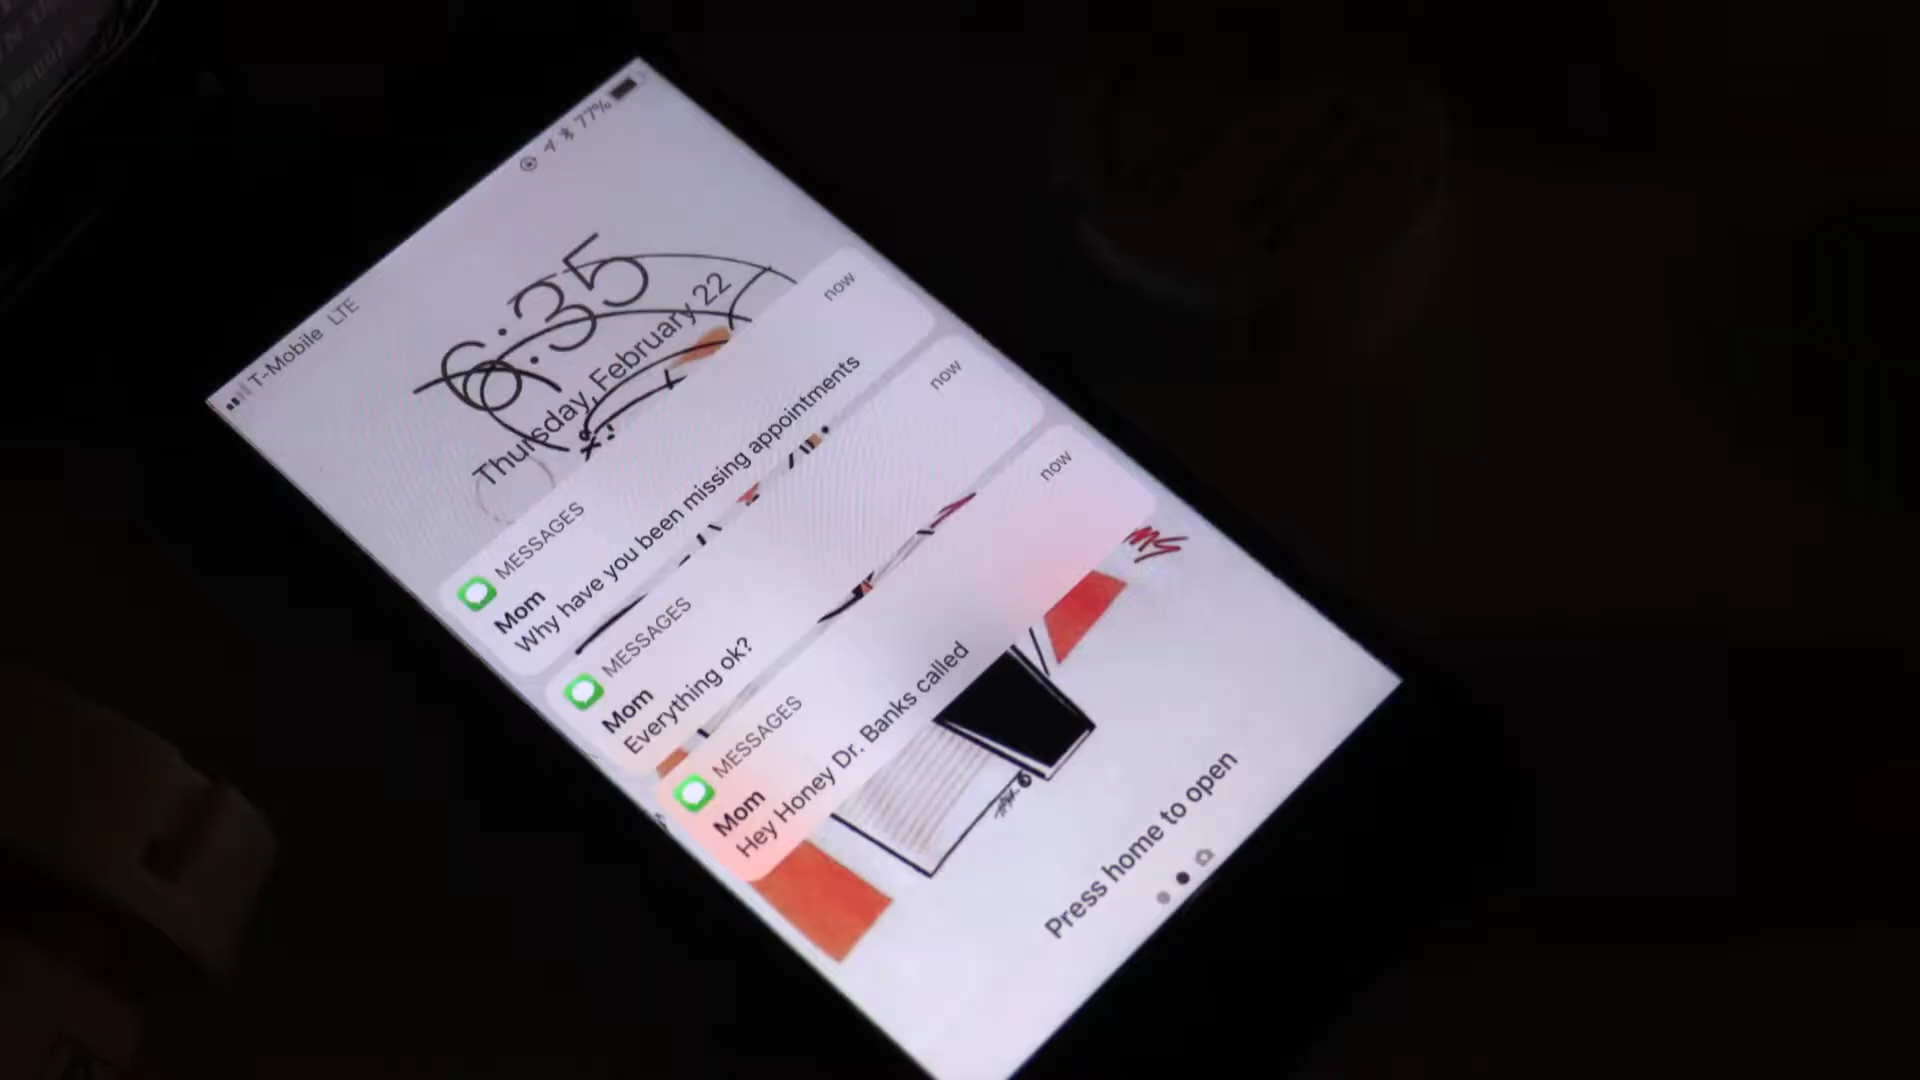 T-Mobile LTE 77%
6:35
Thursday, February 22
MESSAGES now
Mom
Why have you been missing appointments
MESSAGES now
Mom
Everything ok?
MESSAGES now
Mom
Hey Honey Dr. Banks called
Press home to open